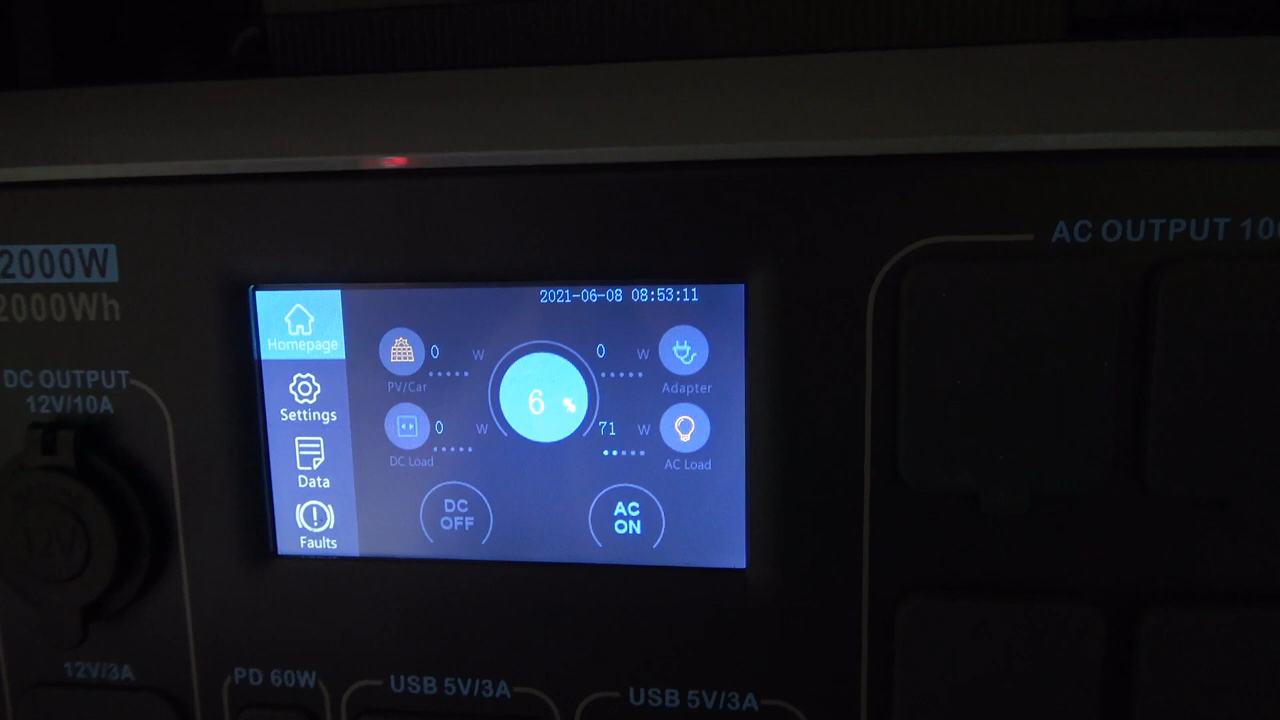 2000W
2000Wh
DC OUTPUT
12V/10A
12V
12V/3A
2021-06-08 08:53:11
Homepage
Settings
Data
Faults
0 W
PV/Car
0 W
Adapter
6 %
0 W
DC Load
71 W
AC Load
DC
OFF
AC
ON
AC OUTPUT
PD 60W
USB 5V/3A
USB 5V/3A